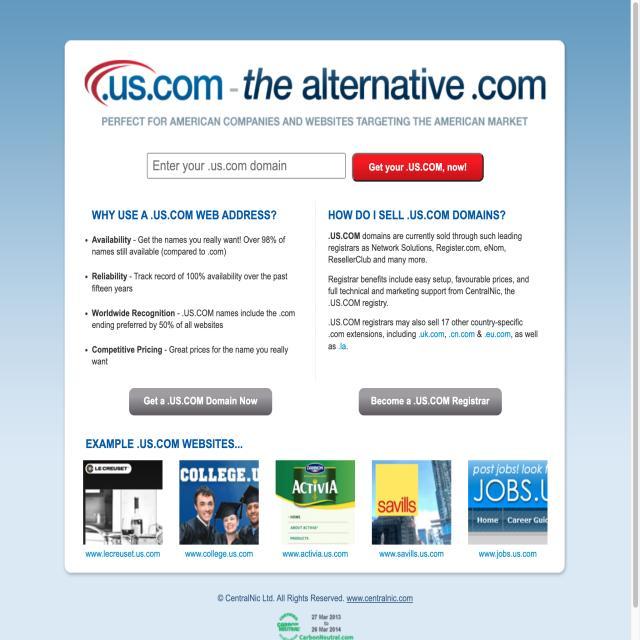 .us.com - the alternative .com
PERFECT FOR AMERICAN COMPANIES AND WEBSITES TARGETING THE AMERICAN MARKET
Enter your .us.com domain
Get your .US.COM, now!
WHY USE A .US.COM WEB ADDRESS?
• Availability - Get the names you really want! Over 98% of
names still available (compared to .com)
• Reliability - Track record of 100% availability over the past
fifteen years
• Worldwide Recognition - .US.COM names include the .com
ending preferred by 50% of all websites
• Competitive Pricing - Great prices for the name you really
want
Get a .US.COM Domain Now
HOW DO I SELL .US.COM DOMAINS?
.US.COM domains are currently sold through such leading
registrars as Network Solutions, Register.com, eNom,
ResellerClub and many more.
Registrar benefits include easy setup, favourable prices, and
full technical and marketing support from CentralNic, the
.US.COM registry.
.US.COM registrars may also sell 17 other country-specific
.com extensions, including .uk.com, .cn.com & .eu.com, as well
as .la.
Become a .US.COM Registrar
EXAMPLE .US.COM WEBSITES...
LE CREUSET
COLLEGE.U
DANNON
ACTIVIA
HOME
ABOUT ACTIVIA
PRODUCTS
savills
post jobs! look f
JOBS.U
Home
Career Guid
www.lecreuset.us.com
www.college.us.com
www.activia.us.com
www.savills.us.com
www.jobs.us.com
© CentralNic Ltd. All Rights Reserved. www.centralnic.com
CARBON
NEUTRAL
27 Mar 2013
to
26 Mar 2014
CarbonNeutral.com